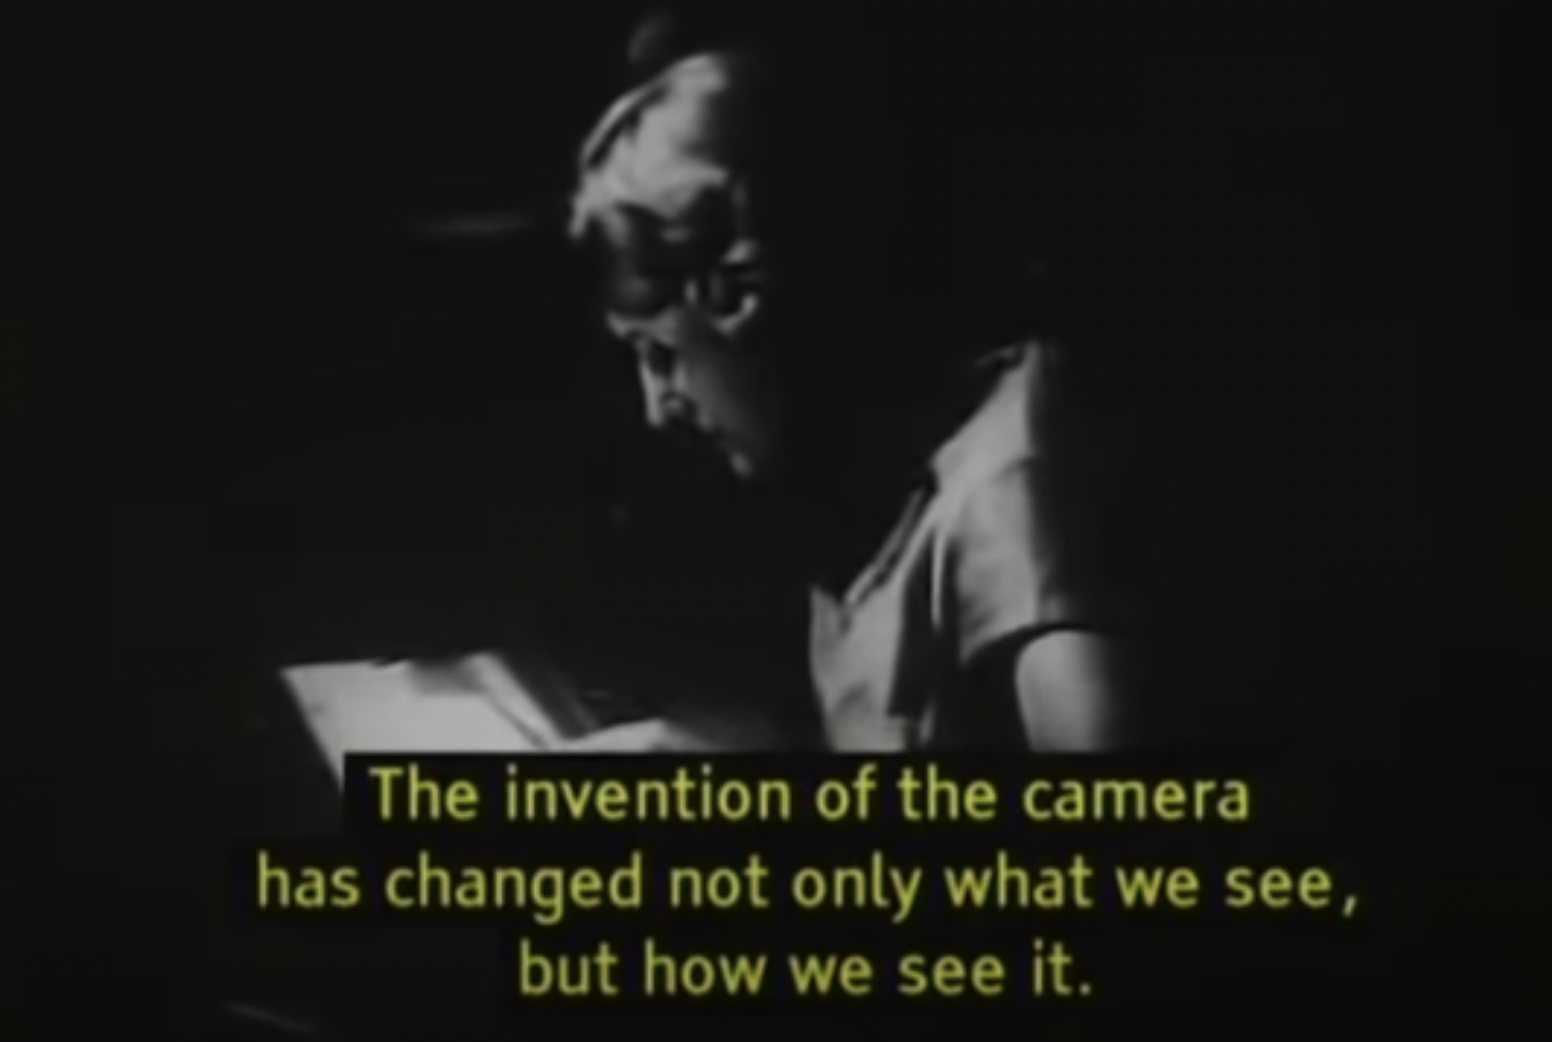 The invention of the camera
has changed not only what we see,
but how we see it.